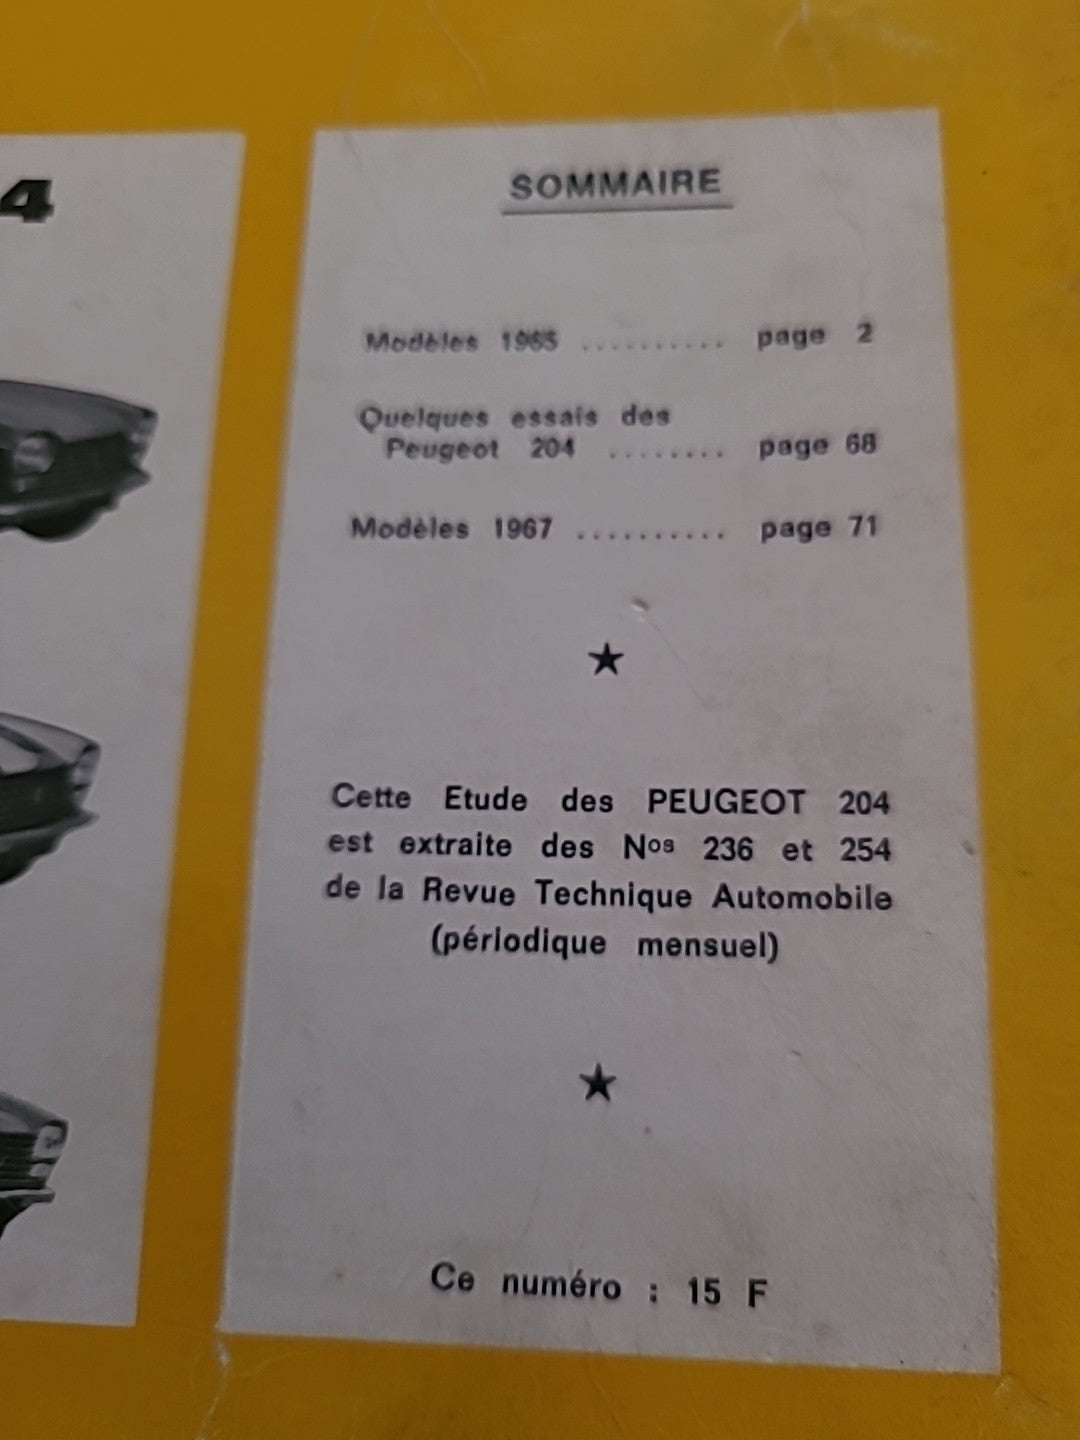 4
SOMMAIRE
Modèles 1965 .......... page 2
Quelques essais des
Peugeot 204 ........ page 68
Modèles 1967 .......... page 71
★
Cette Etude des PEUGEOT 204
est extraite des Nos 236 et 254
de la Revue Technique Automobile
(périodique mensuel)
★
Ce numéro : 15 F